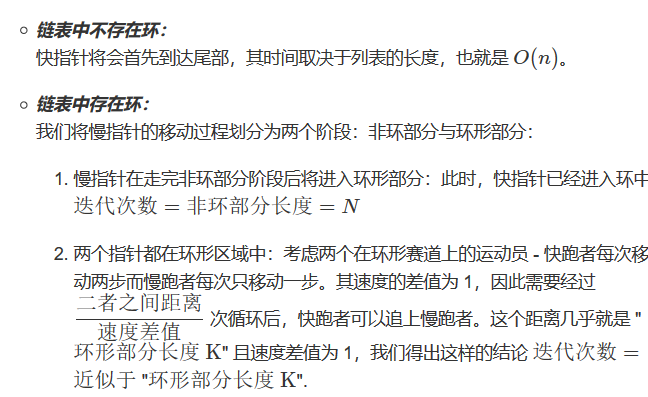 链表中不存在环:
快指针将会首先到达尾部，其时间取决于列表的长度，也就是 O(n)。
链表中存在环:
我们将慢指针的移动过程划分为两个阶段：非环部分与环形部分：
1. 慢指针在走完非环部分阶段后将进入环形部分：此时，快指针已经进入环中
迭代次数 = 非环部分长度 = N
2. 两个指针都在环形区域中：考虑两个在环形赛道上的运动员 - 快跑者每次移
动两步而慢跑者每次只移动一步。其速度的差值为 1，因此需要经过
二者之间距离
速度差值
次循环后，快跑者可以追上慢跑者。这个距离几乎就是 "
环形部分长度 K" 且速度差值为 1，我们得出这样的结论 迭代次数 =
近似于 "环形部分长度 K".